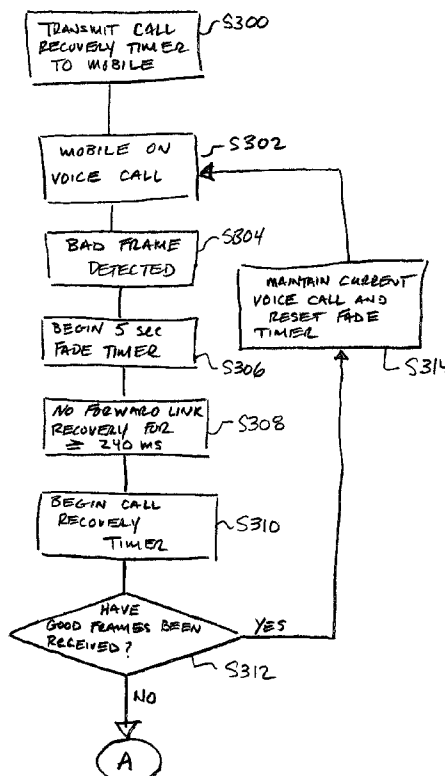 TRANSMIT CALL
RECOVERY TIMER
TO MOBILE
S300
MOBILE ON
VOICE CALL
S302
BAD FRAME
DETECTED
S304
BEGIN 5 SEC
FADE TIMER
S306
NO FORWARD LINK
RECOVERY FOR
≥ 240 MS
S308
BEGIN CALL
RECOVERY
TIMER
S310
HAVE
GOOD FRAMES BEEN
RECEIVED?
S312
YES
MAINTAIN CURRENT
VOICE CALL AND
RESET FADE
TIMER
S314
NO
A